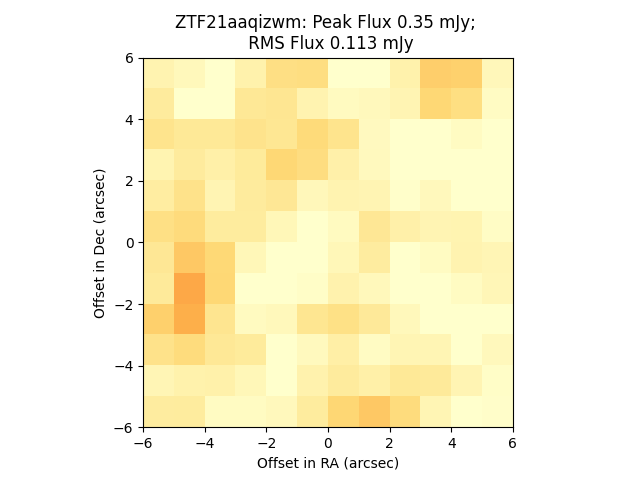 ZTF21aaqizwm: Peak Flux 0.35 mJy;
RMS Flux 0.113 mJy
6
4
2
0
−2
−4
−6
Offset in Dec (arcsec)
−6 −4 −2 0 2 4 6
Offset in RA (arcsec)